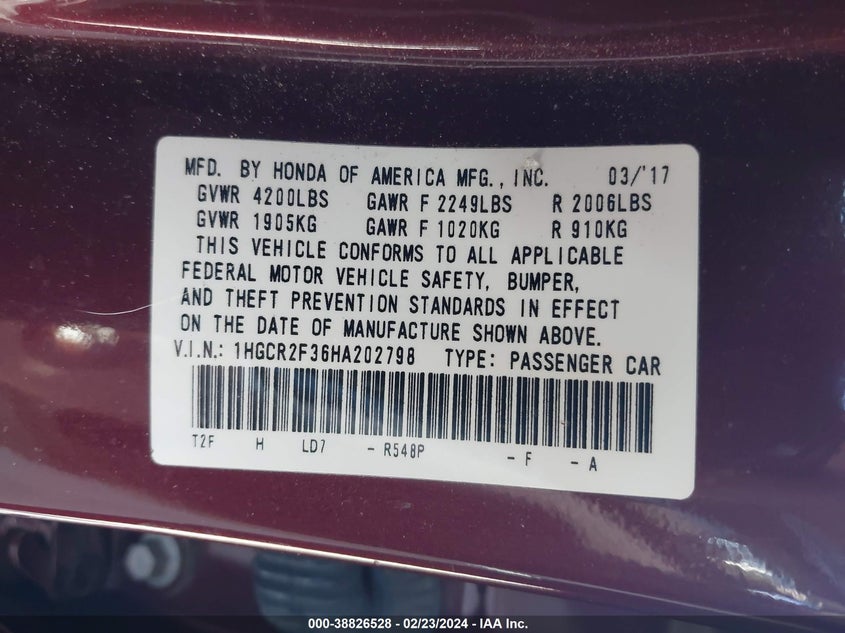 MFD. BY HONDA OF AMERICA MFG., INC. 03/'17
GVWR 4200LBS GAWR F 2249LBS R 2006LBS
GVWR 1905KG GAWR F 1020KG R 910KG
THIS VEHICLE CONFORMS TO ALL APPLICABLE
FEDERAL MOTOR VEHICLE SAFETY, BUMPER,
AND THEFT PREVENTION STANDARDS IN EFFECT
ON THE DATE OF MANUFACTURE SHOWN ABOVE.
V.I.N.: 1HGCR2F36HA202798 TYPE: PASSENGER CAR
T2F H LD7 - R548P - F - A
000-38826528 - 02/23/2024 - IAA Inc.